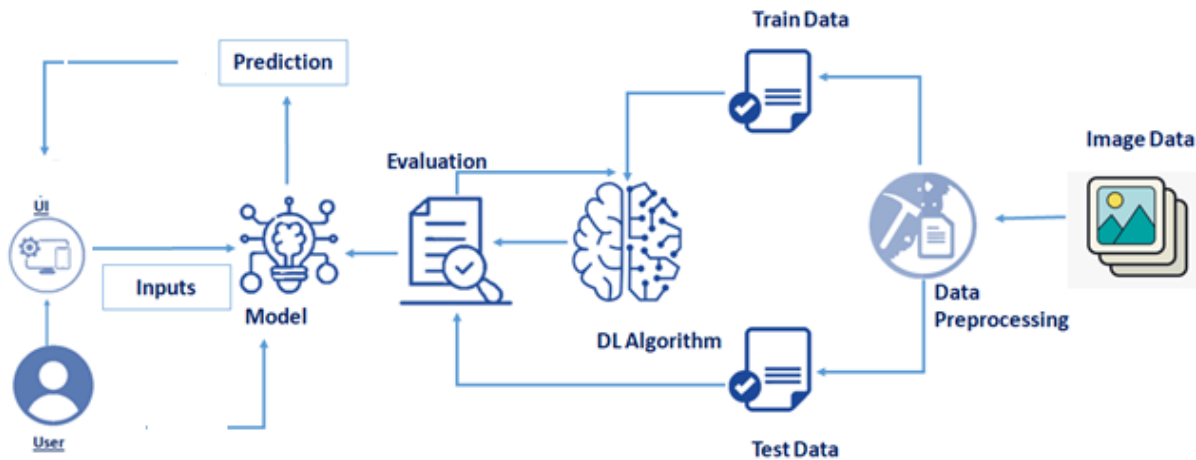 Train Data
Prediction
Image Data
Evaluation
UI
Inputs
Model
Data
Preprocessing
DL Algorithm
User
Test Data